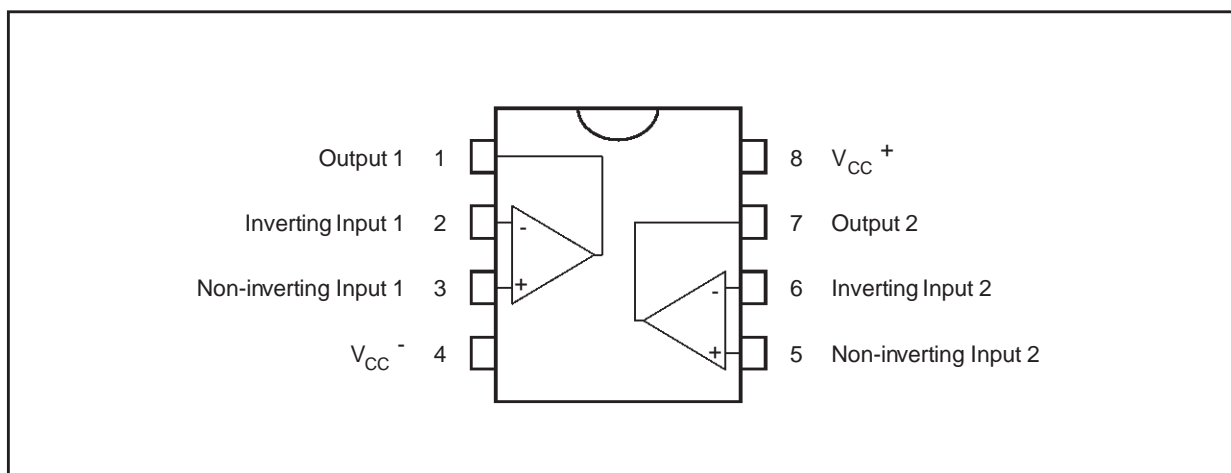 Output 1 1
Inverting Input 1 2
-
Non-inverting Input 1 3
+
VCC - 4
8 VCC +
7 Output 2
6 Inverting Input 2
-
5 Non-inverting Input 2
+